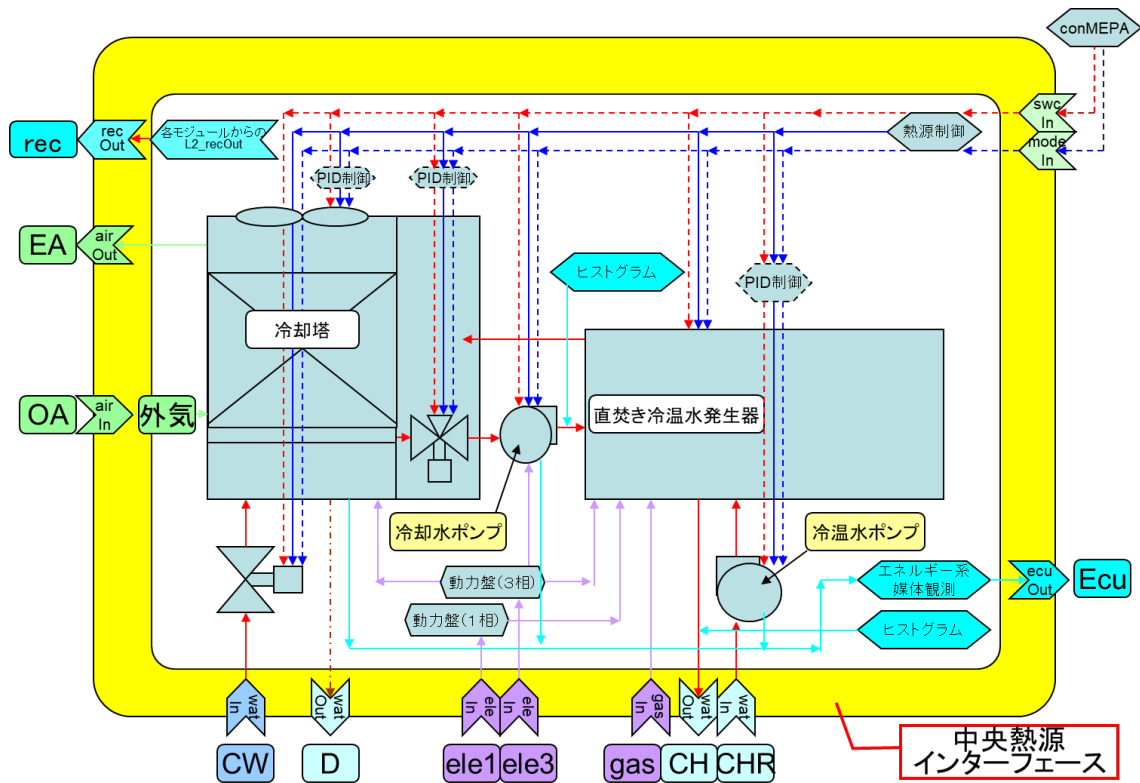 conMEPA
swc
In
mode
In
rec
rec
Out
各モジュールからの
L2_recOut
熱源制御
PID制御
PID制御
EA
air
Out
ヒストグラム
PID制御
冷却塔
OA
air
In
外気
直焚き冷温水発生器
冷却水ポンプ
冷温水ポンプ
動力盤(3相)
動力盤(1相)
エネルギー系
媒体観測
ecu
Out
Ecu
ヒストグラム
wat
In
wat
Out
ele
In
ele
In
gas
In
wat
Out
wat
In
CW
D
ele1
ele3
gas
CH
CHR
中央熱源
インターフェース